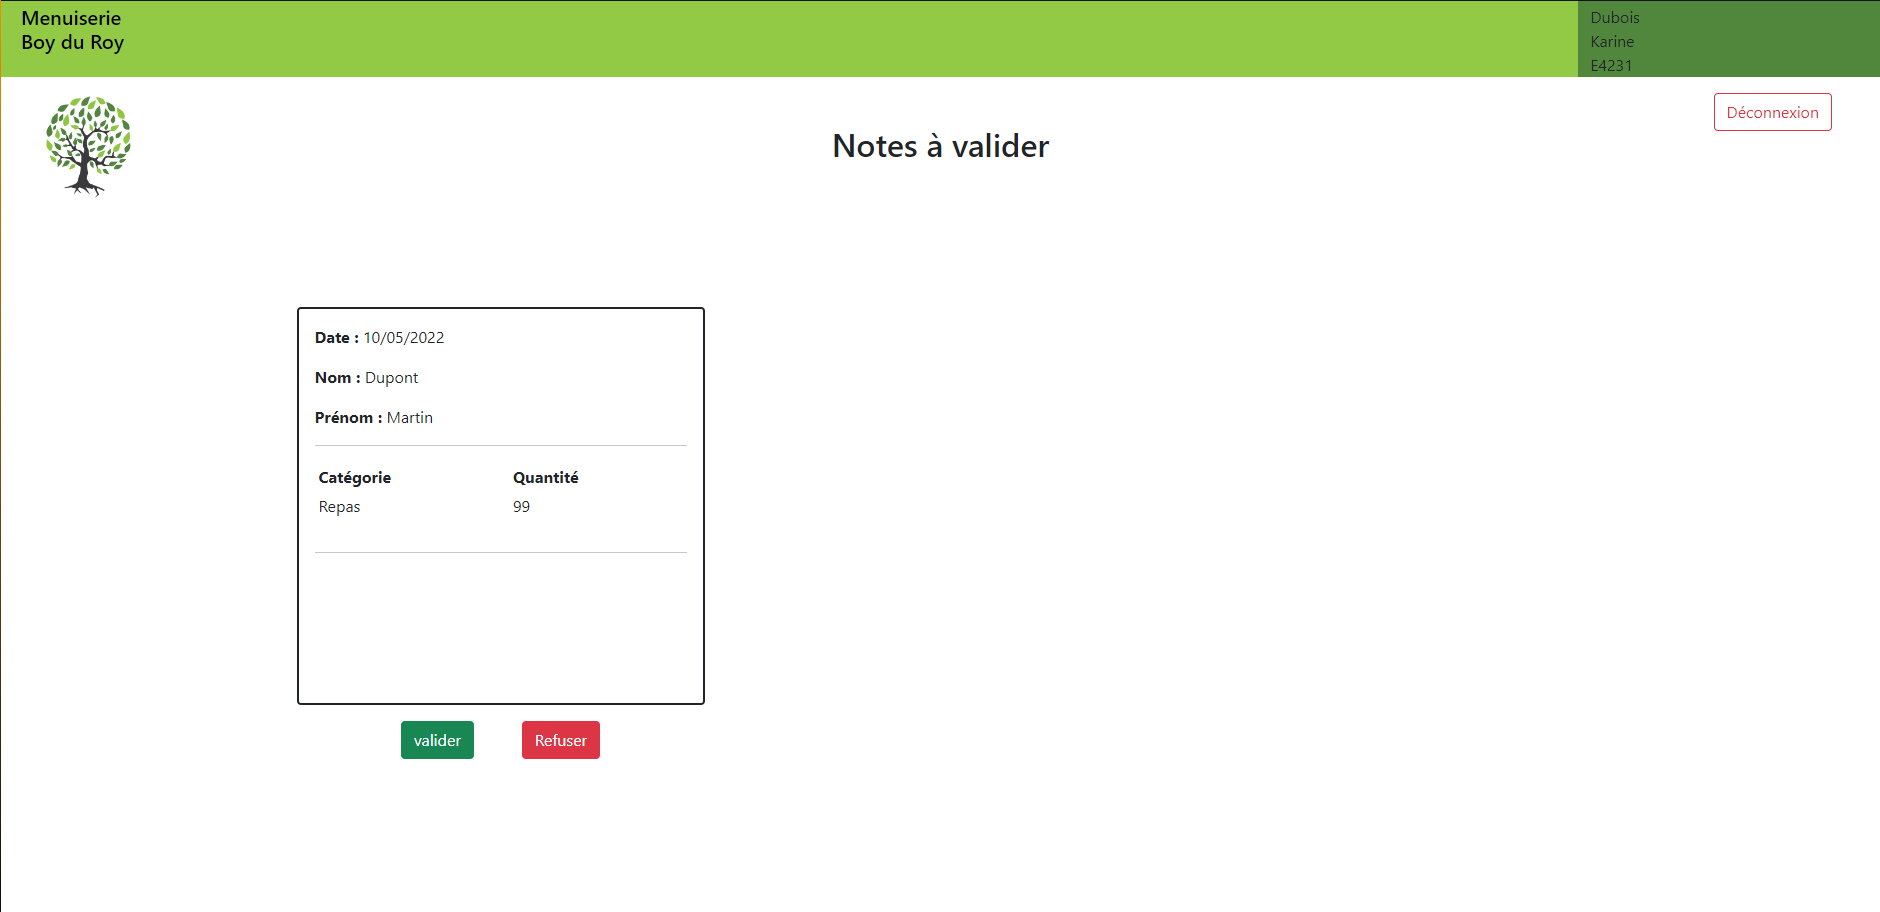 Menuiserie
Boy du Roy
Dubois
Karine
E4231
Déconnexion
Notes à valider
Date : 10/05/2022
Nom : Dupont
Prénom : Martin
Catégorie Quantité
Repas 99
valider Refuser